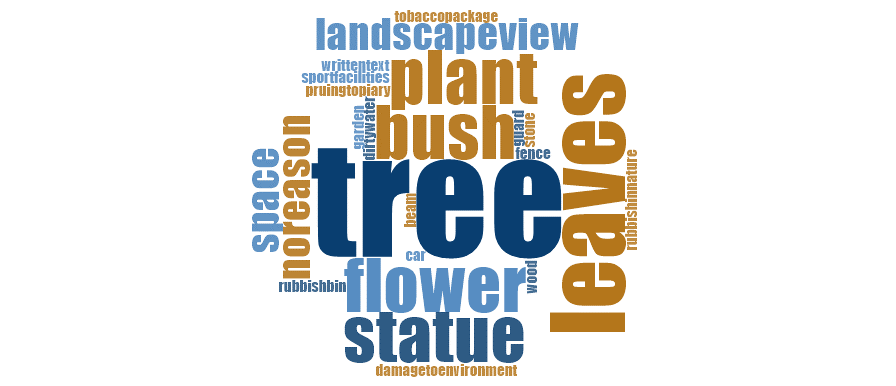 tobaccopackage
landscapeview
writtentext
sportfacilities
pruingtopiary
plant
leaves
garden
dirtywater
bush
guard
stone
fence
space
noreason
tree
beam
rubbishinnature
car
rubbishbin
flower
wood
statue
damagetoenvironment